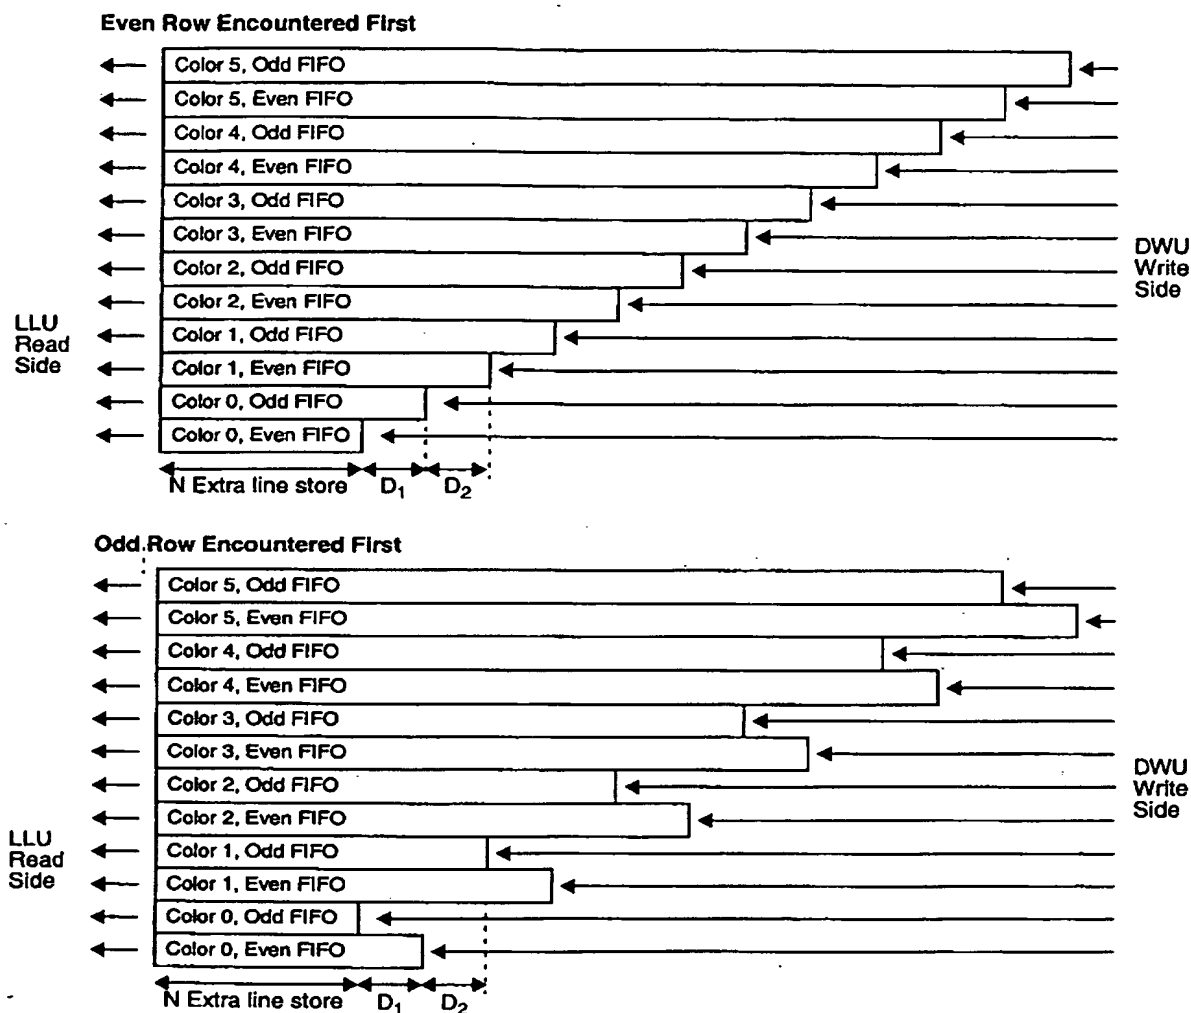 Even Row Encountered First
Color 5, Odd FIFO
Color 5, Even FIFO
Color 4, Odd FIFO
Color 4, Even FIFO
Color 3, Odd FIFO
Color 3, Even FIFO
Color 2, Odd FIFO
Color 2, Even FIFO
Color 1, Odd FIFO
Color 1, Even FIFO
Color 0, Odd FIFO
Color 0, Even FIFO
LLU
Read
Side
DWU
Write
Side
N Extra line store D₁ D₂
Odd Row Encountered First
Color 5, Odd FIFO
Color 5, Even FIFO
Color 4, Odd FIFO
Color 4, Even FIFO
Color 3, Odd FIFO
Color 3, Even FIFO
Color 2, Odd FIFO
Color 2, Even FIFO
Color 1, Odd FIFO
Color 1, Even FIFO
Color 0, Odd FIFO
Color 0, Even FIFO
LLU
Read
Side
DWU
Write
Side
N Extra line store D₁ D₂